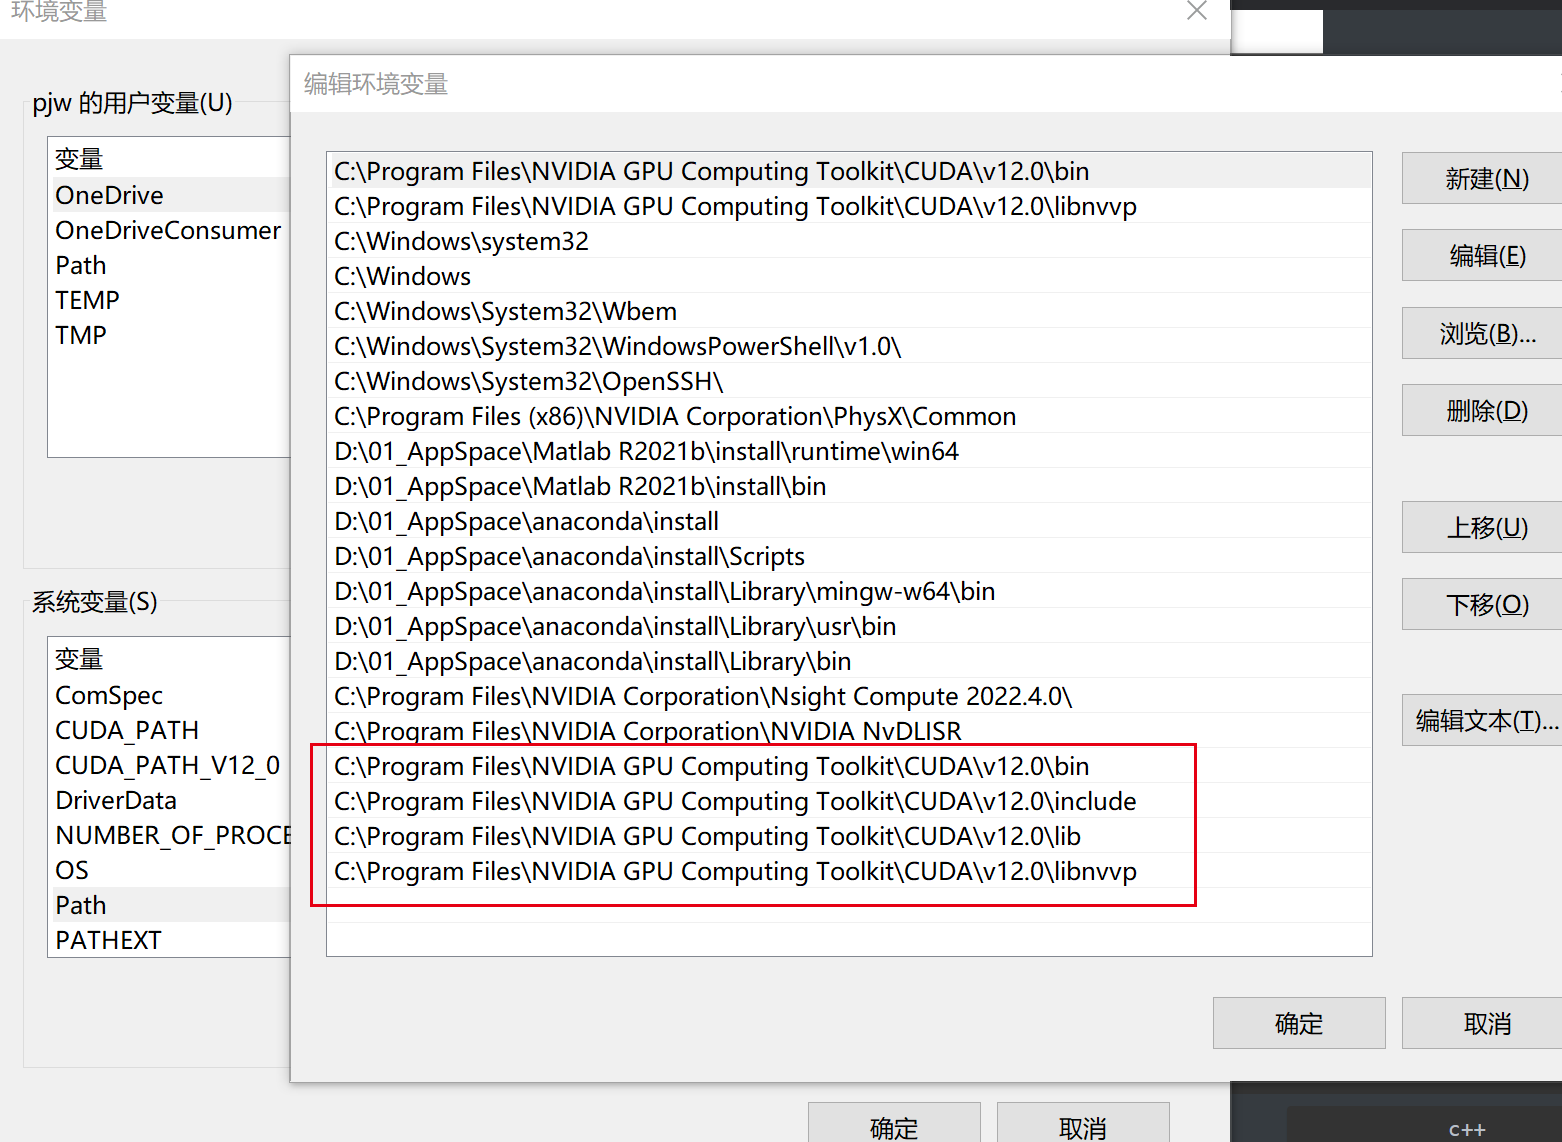 环境变量
编辑环境变量
pjw 的用户变量(U)
变量
OneDrive
OneDriveConsumer
Path
TEMP
TMP
系统变量(S)
变量
ComSpec
CUDA_PATH
CUDA_PATH_V12_0
DriverData
NUMBER_OF_PROCE
OS
Path
PATHEXT
C:\Program Files\NVIDIA GPU Computing Toolkit\CUDA\v12.0\bin
C:\Program Files\NVIDIA GPU Computing Toolkit\CUDA\v12.0\libnvvp
C:\Windows\system32
C:\Windows
C:\Windows\System32\Wbem
C:\Windows\System32\WindowsPowerShell\v1.0\
C:\Windows\System32\OpenSSH\
C:\Program Files (x86)\NVIDIA Corporation\PhysX\Common
D:\01_AppSpace\Matlab R2021b\install\runtime\win64
D:\01_AppSpace\Matlab R2021b\install\bin
D:\01_AppSpace\anaconda\install
D:\01_AppSpace\anaconda\install\Scripts
D:\01_AppSpace\anaconda\install\Library\mingw-w64\bin
D:\01_AppSpace\anaconda\install\Library\usr\bin
D:\01_AppSpace\anaconda\install\Library\bin
C:\Program Files\NVIDIA Corporation\Nsight Compute 2022.4.0\
C:\Program Files\NVIDIA Corporation\NVIDIA NvDLISR
C:\Program Files\NVIDIA GPU Computing Toolkit\CUDA\v12.0\bin
C:\Program Files\NVIDIA GPU Computing Toolkit\CUDA\v12.0\include
C:\Program Files\NVIDIA GPU Computing Toolkit\CUDA\v12.0\lib
C:\Program Files\NVIDIA GPU Computing Toolkit\CUDA\v12.0\libnvvp
新建(N)
编辑(E)
浏览(B)...
删除(D)
上移(U)
下移(O)
编辑文本(T)...
确定
取消
确定
取消
c++